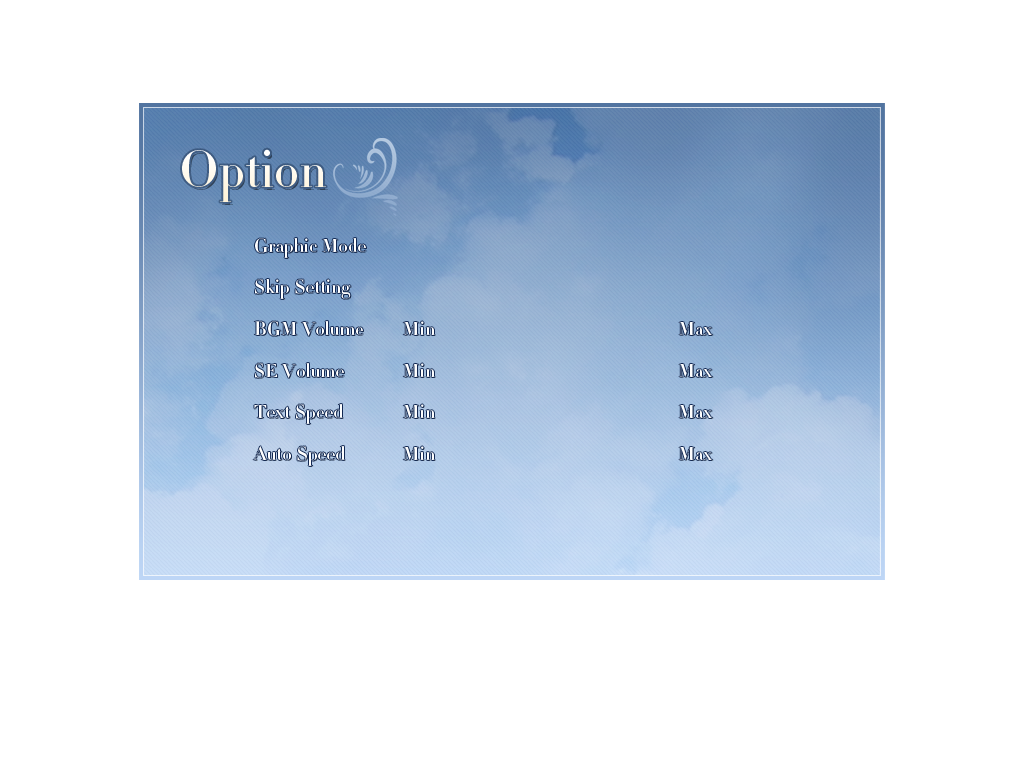 Option
Graphic Mode
Skip Setting
BGM Volume Min Max
SE Volume Min Max
Text Speed Min Max
Auto Speed Min Max